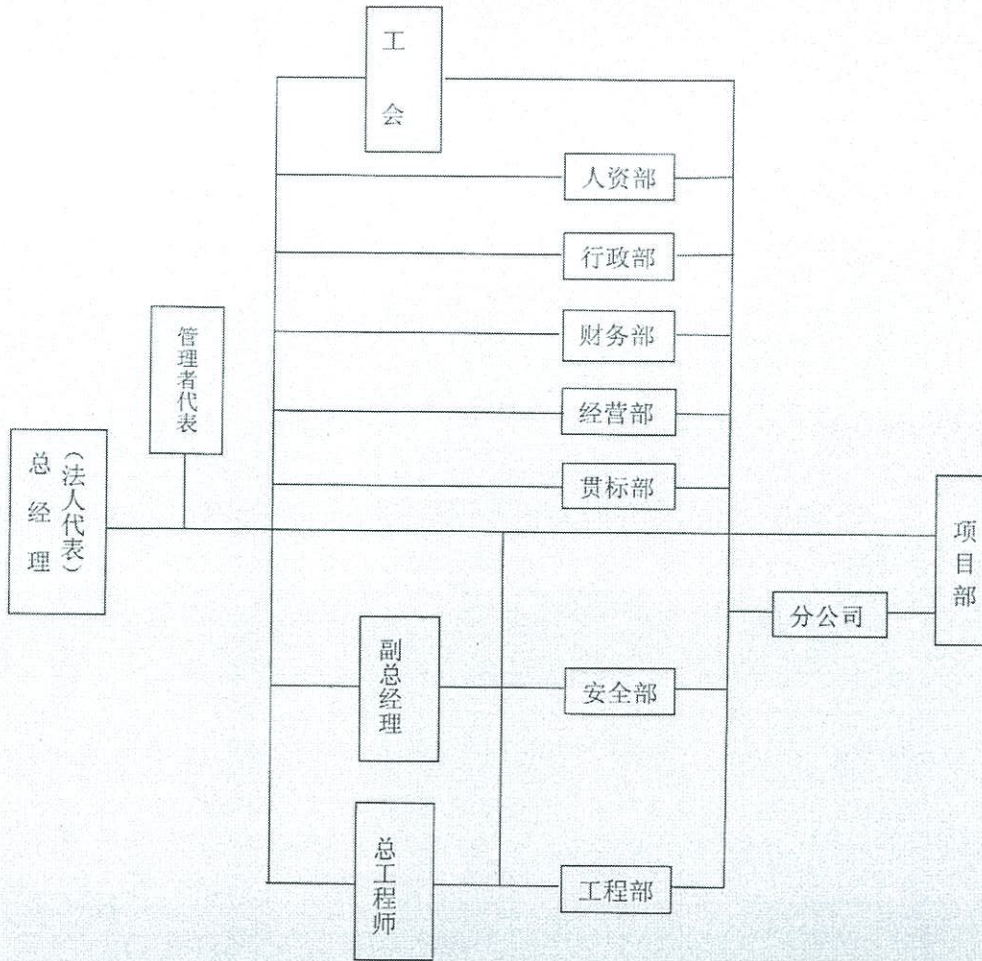 工会
人资部
行政部
财务部
经营部
贯标部
管理者代表
总经理
（法人代表）
项目部
分公司
副总经理
安全部
总工程师
工程部